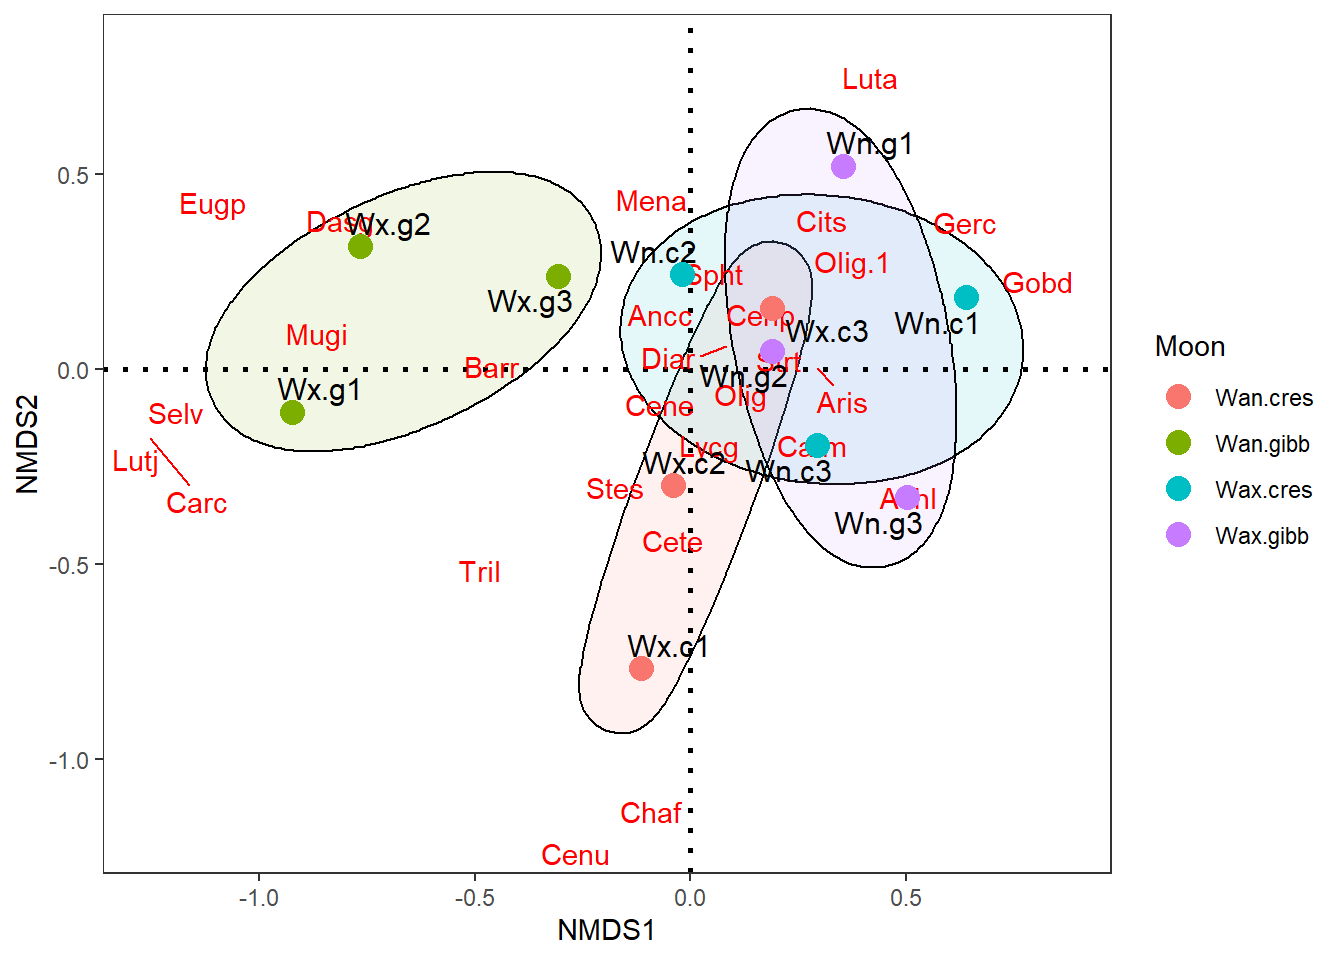 Luta
Wn.g1
0.5
Eugp
Dasg
Wx.g2
Mena
Cits
Gerc
Wn.c2
Spht
Olig.1
Gobd
Wx.g3
Ancc
Cenp
Wx.c3
Wn.c1
Mugi
Diar
Moon
0.0
Barr
Wn.g2
Wx.g1
Olig
Aris
Wan.cres
Selv
Cene
Wan.gibb
Lutj
Lvcg
Wx.c2
Wn.c3
Carc
Stes
Wn.g3
Wax.cres
Cete
Wax.gibb
-0.5
Tril
Wx.c1
-1.0
Chaf
Cenu
-1.0
-0.5
0.0
0.5
NMDS1
NMDS2